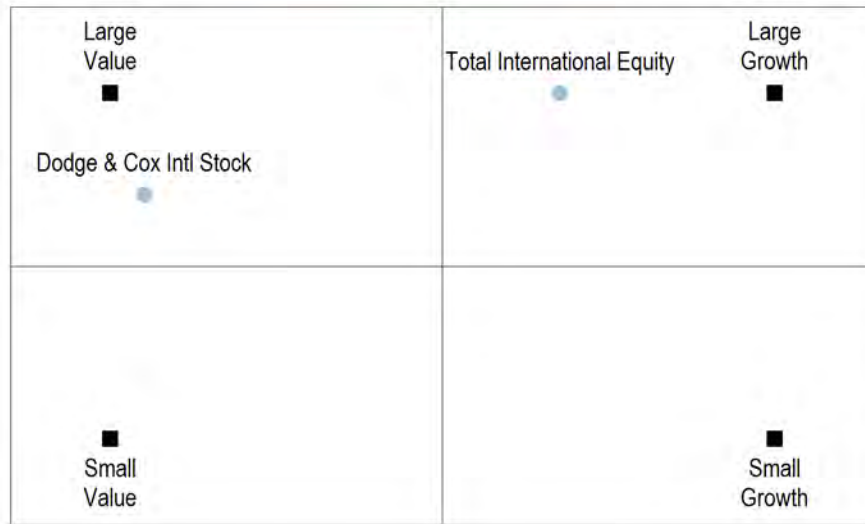 Large
Value
Total International Equity
Large
Growth
Dodge & Cox Intl Stock
Small
Value
Small
Growth